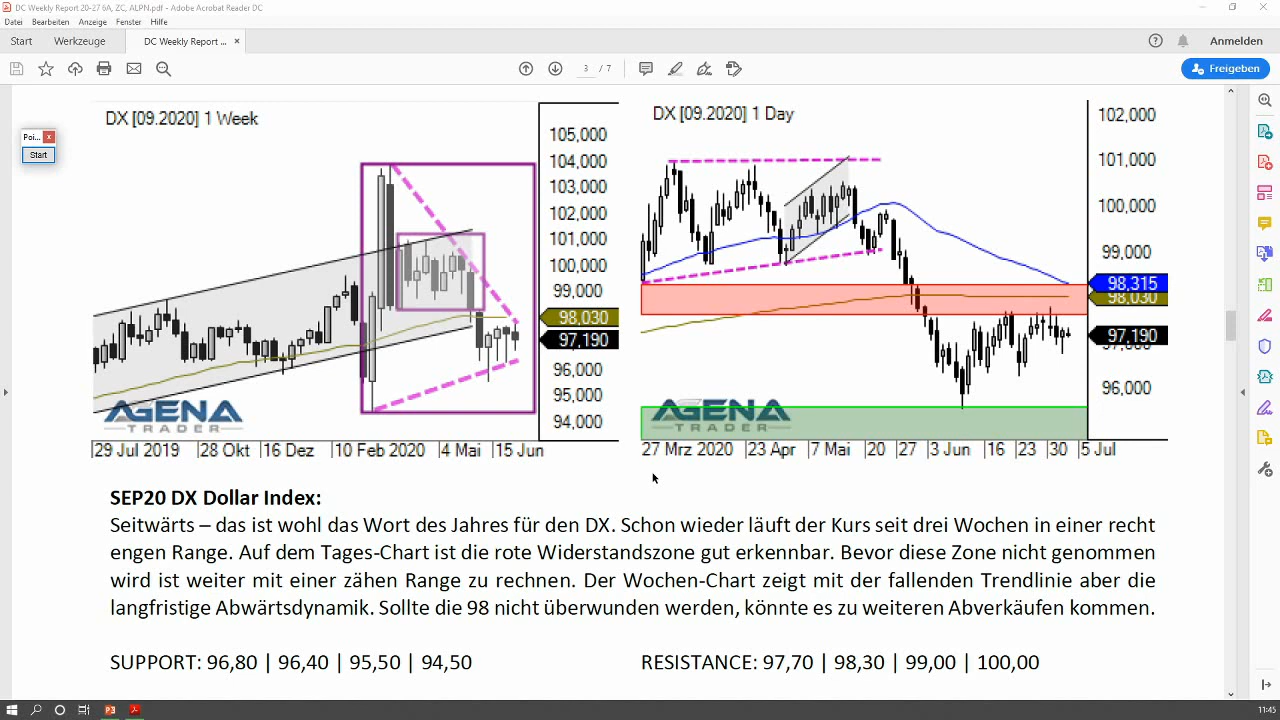 DC Weekly Report 20-27 6A, ZC, ALPN.pdf - Adobe Acrobat Reader DC
Datei Bearbeiten Anzeige Fenster Hilfe
Start Werkzeuge DC Weekly Report ... × Anmelden
3 / 7 Freigeben
Poi... x
Start
DX [09.2020] 1 Week
105,000
104,000
103,000
102,000
101,000
100,000
99,000
98,030
97,190
96,000
95,000
94,000
AGENA
TRADER
29 Jul 2019 28 Okt 16 Dez 10 Feb 2020 4 Mai 15 Jun
DX [09.2020] 1 Day
102,000
101,000
100,000
99,000
98,315
98,030
97,190
96,000
AGENA
TRADER
27 Mrz 2020 23 Apr 7 Mai 20 27 3 Jun 16 23 30 5 Jul
SEP20 DX Dollar Index:
Seitwärts – das ist wohl das Wort des Jahres für den DX. Schon wieder läuft der Kurs seit drei Wochen in einer recht
engen Range. Auf dem Tages-Chart ist die rote Widerstandszone gut erkennbar. Bevor diese Zone nicht genommen
wird ist weiter mit einer zähen Range zu rechnen. Der Wochen-Chart zeigt mit der fallenden Trendlinie aber die
langfristige Abwärtsdynamik. Sollte die 98 nicht überwunden werden, könnte es zu weiteren Abverkäufen kommen.
SUPPORT: 96,80 | 96,40 | 95,50 | 94,50
RESISTANCE: 97,70 | 98,30 | 99,00 | 100,00
11:45